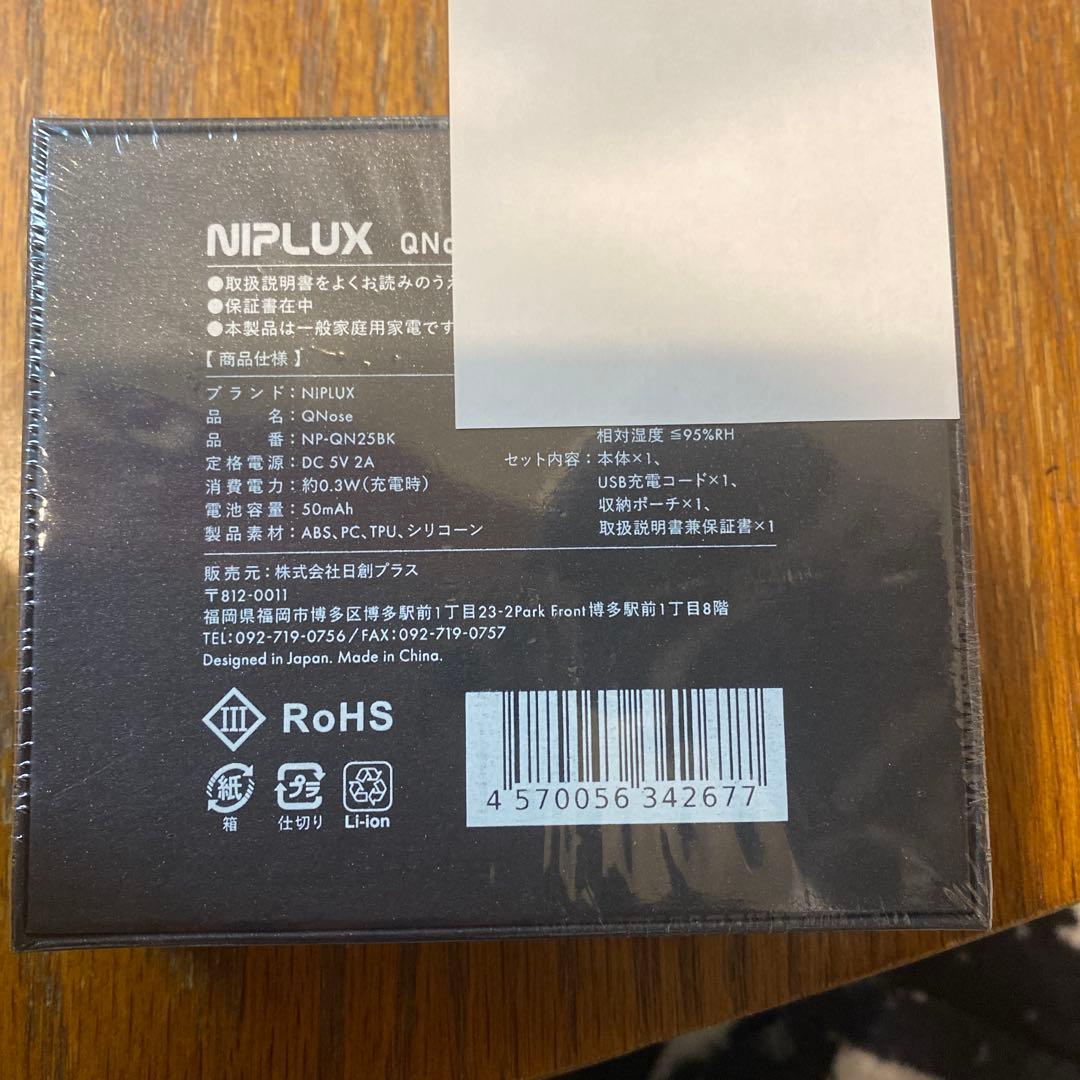 NIPLUX
●取扱説明書をよくお読みのう
●保証書在中
●本製品は一般家庭用家電です
【商品仕様】
ブランド：NIPLUX
品　　名：QNose
品　　番：NP-QN25BK
定格電源：DC 5V 2A
消費電力：約0.3W（充電時）
電池容量：50mAh
製品素材：ABS、PC、TPU、シリコーン
相対湿度 ≦95%RH
セット内容：本体×1、
USB充電コード×1、
収納ポーチ×1、
取扱説明書兼保証書×1
販売元：株式会社日創プラス
〒812-0011
福岡県福岡市博多区博多駅前1丁目23-2Park Front博多駅前1丁目8階
TEL:092-719-0756/FAX:092-719-0757
Designed in Japan. Made in China.
III RoHS
紙 プラ
箱 仕切り Li-ion
4 570056 342677